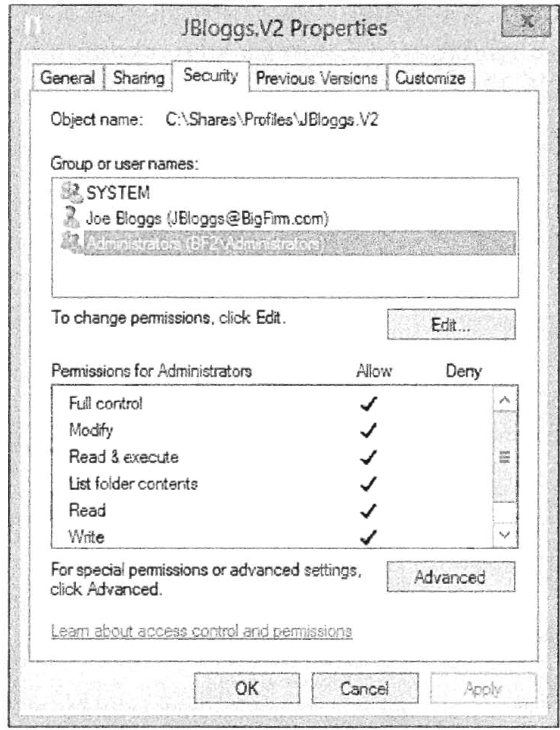 JBloggs.V2 Properties
General Sharing Security Previous Versions Customize
Object name: C:\Shares\Profiles\JBloggs.V2
Group or user names:
SYSTEM
Joe Bloggs (JBloggs@BigFirm.com)
Administrators (BF2\Administrators)
To change permissions, click Edit.
Edit...
Permissions for Administrators Allow Deny
Full control
Modify
Read & execute
List folder contents
Read
Write
For special permissions or advanced settings,
click Advanced.
Advanced
Learn about access control and permissions
OK Cancel Apply